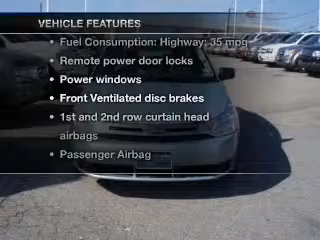 VEHICLE FEATURES
• Fuel Consumption: Highway: 35 mpg
• Remote power door locks
• Power windows
• Front Ventilated disc brakes
• 1st and 2nd row curtain head
airbags
• Passenger Airbag